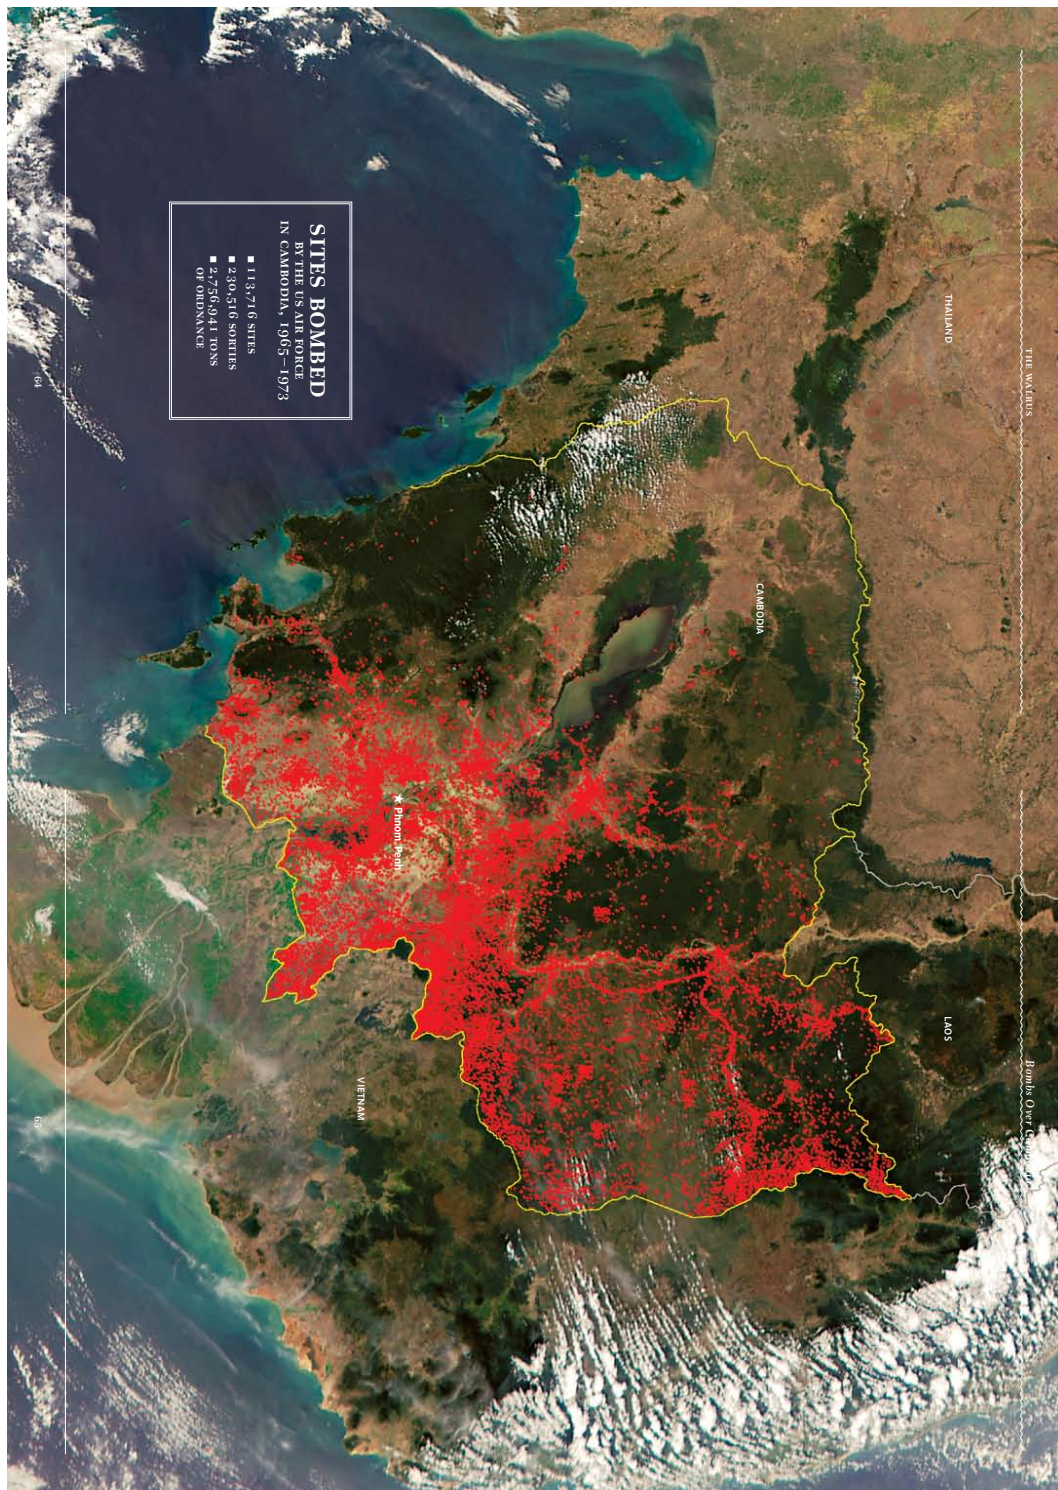 THE WALRUS
Bombs Over
THAILAND
LAOS
CAMBODIA
Phnom Penh
VIETNAM
SITES BOMBED
BY THE US AIR FORCE
IN CAMBODIA, 1965–1973
■ 113,716 SITES
■ 230,516 SORTIES
■ 2,756,941 TONS
OF ORDNANCE
64
65